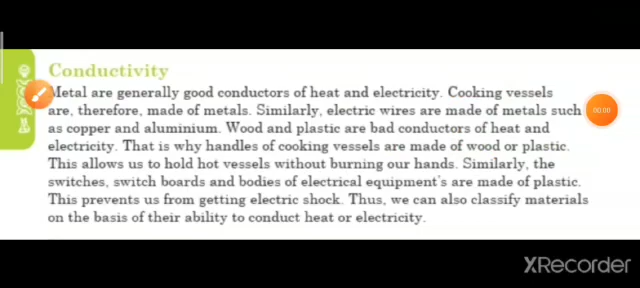 Conductivity
Metal are generally good conductors of heat and electricity. Cooking vessels
are, therefore, made of metals. Similarly, electric wires are made of metals such
as copper and aluminium. Wood and plastic are bad conductors of heat and
electricity. That is why handles of cooking vessels are made of wood or plastic.
This allows us to hold hot vessels without burning our hands. Similarly, the
switches, switch boards and bodies of electrical equipment's are made of plastic.
This prevents us from getting electric shock. Thus, we can also classify materials
on the basis of their ability to conduct heat or electricity.
00:00
XRecorder